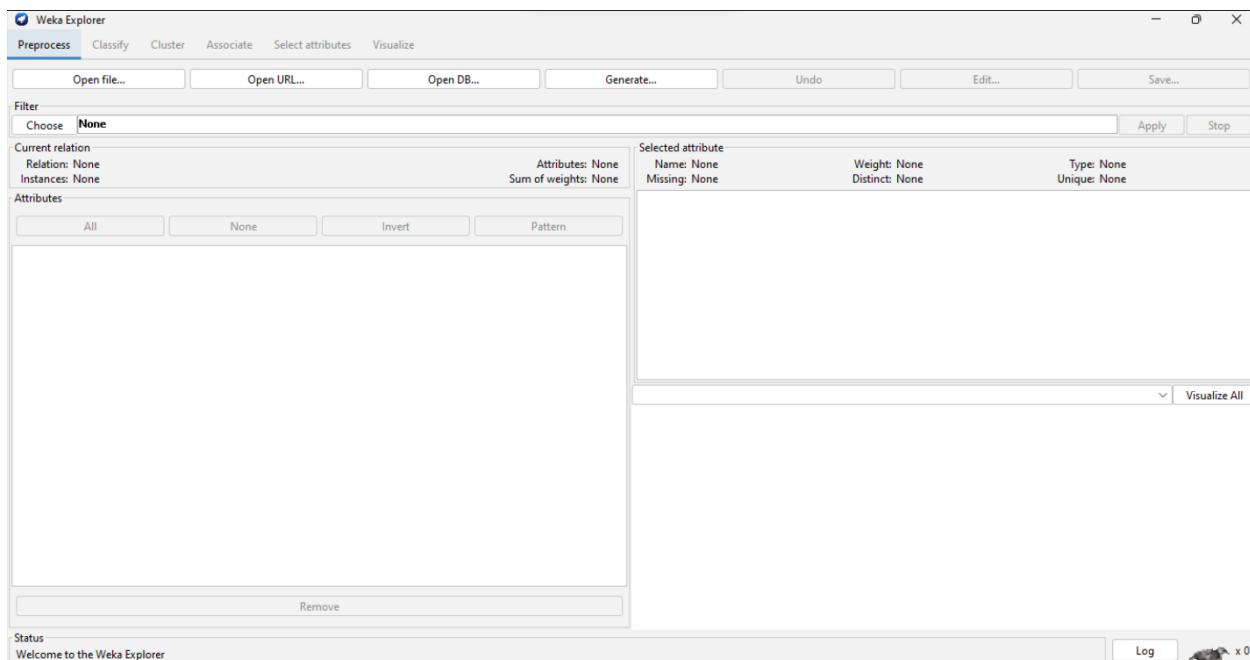 Weka Explorer
Preprocess Classify Cluster Associate Select attributes Visualize
Open file... Open URL... Open DB... Generate... Undo Edit... Save...
Filter
Choose None Apply Stop
Current relation
Relation: None Attributes: None
Instances: None Sum of weights: None
Selected attribute
Name: None Weight: None Type: None
Missing: None Distinct: None Unique: None
Attributes
All None Invert Pattern
Visualize All
Remove
Status
Welcome to the Weka Explorer
Log x 0